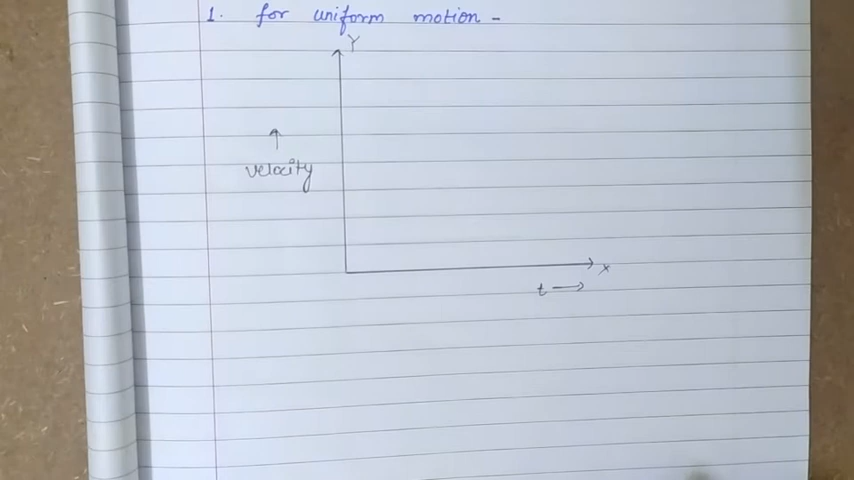 1. for uniform motion -
Y
↑
velocity
x
t →